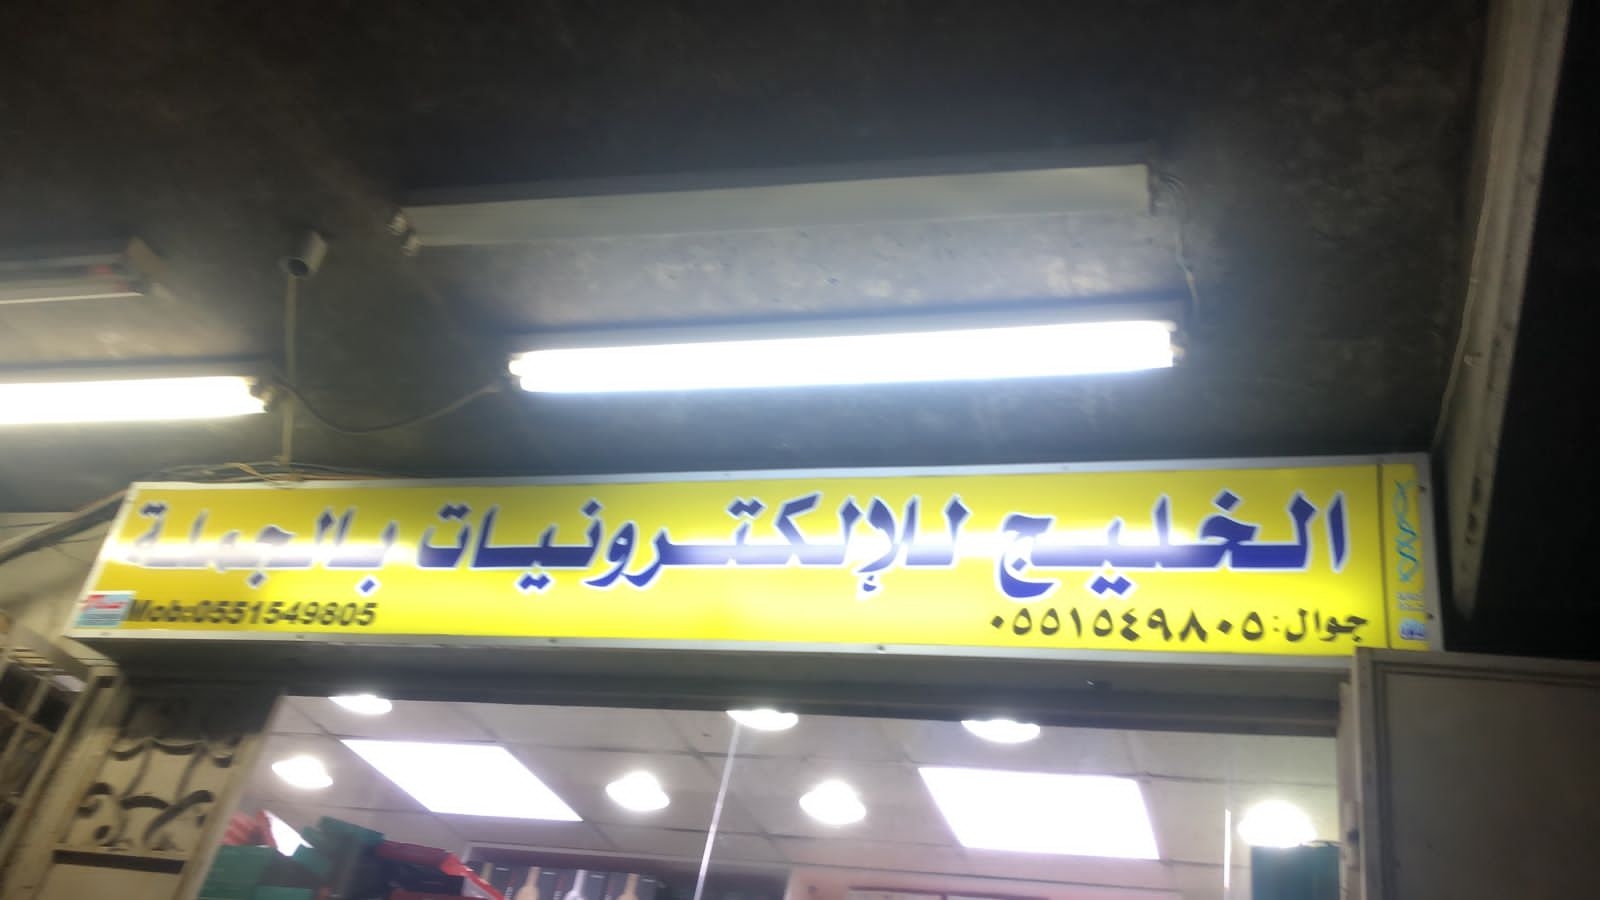 الخليج للإلكترونيات بالجملة
جوال: ٠٥٥١٥٤٩٨٠٥
Mob:0551549805